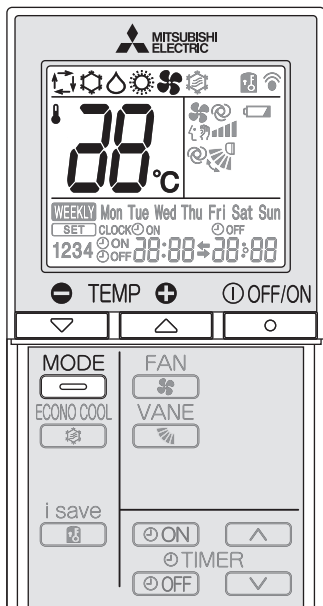 MITSUBISHI
ELECTRIC
88°C
WEEKLY Mon Tue Wed Thu Fri Sat Sun
SET CLOCK ON OFF
1234 ON OFF 88:88 88:88
TEMP OFF/ON
MODE FAN
ECONO COOL VANE
i save
ON
TIMER
OFF